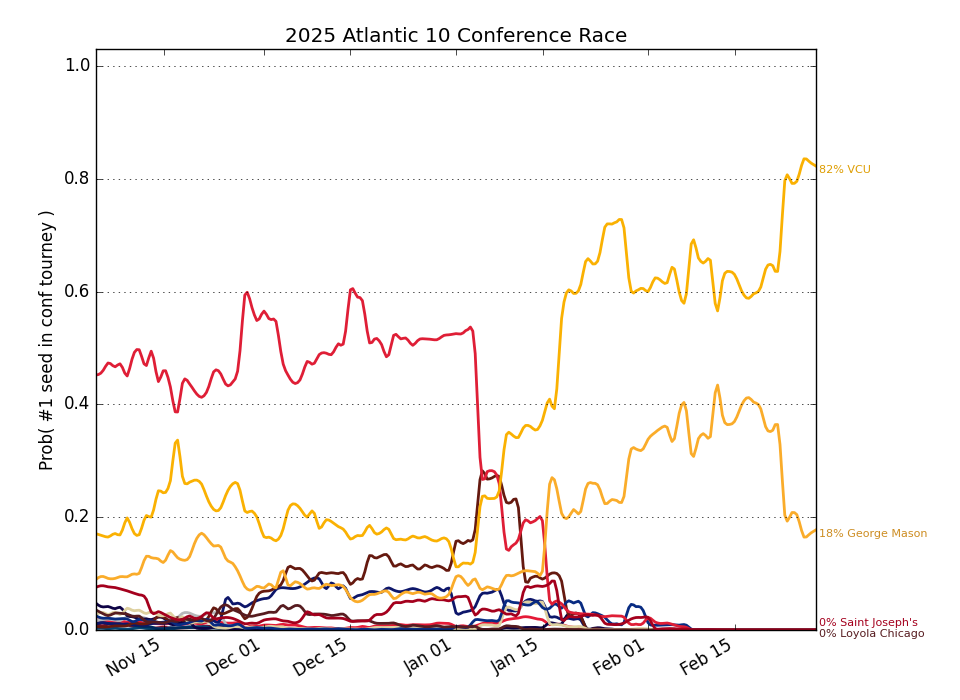 2025 Atlantic 10 Conference Race
Prob( #1 seed in conf tourney )
1.0
0.8
0.6
0.4
0.2
0.0
82% VCU
18% George Mason
0% Saint Joseph's
0% Loyola Chicago
Nov 15
Dec 01
Dec 15
Jan 01
Jan 15
Feb 01
Feb 15